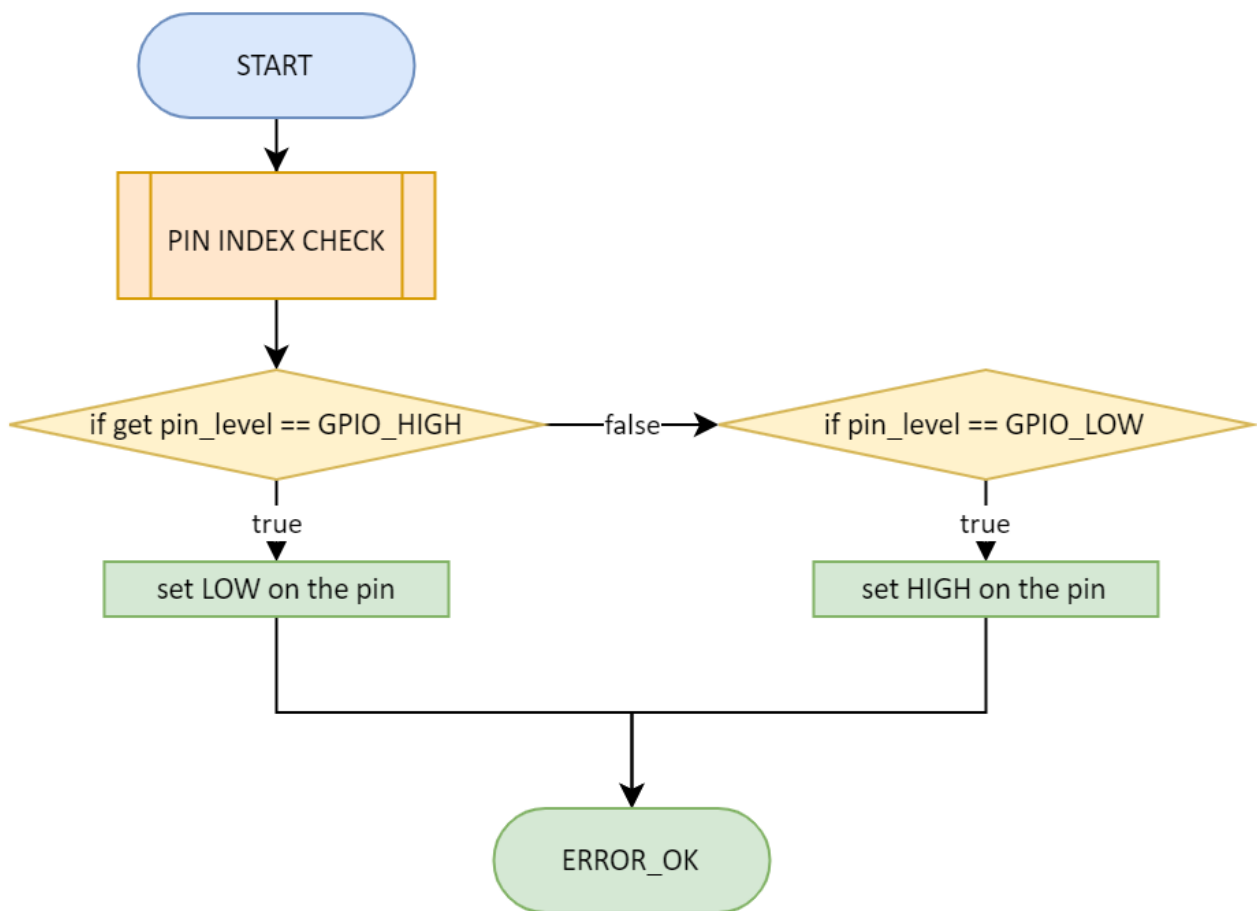 START
PIN INDEX CHECK
if get pin_level == GPIO_HIGH
false
if pin_level == GPIO_LOW
true
true
set LOW on the pin
set HIGH on the pin
ERROR_OK